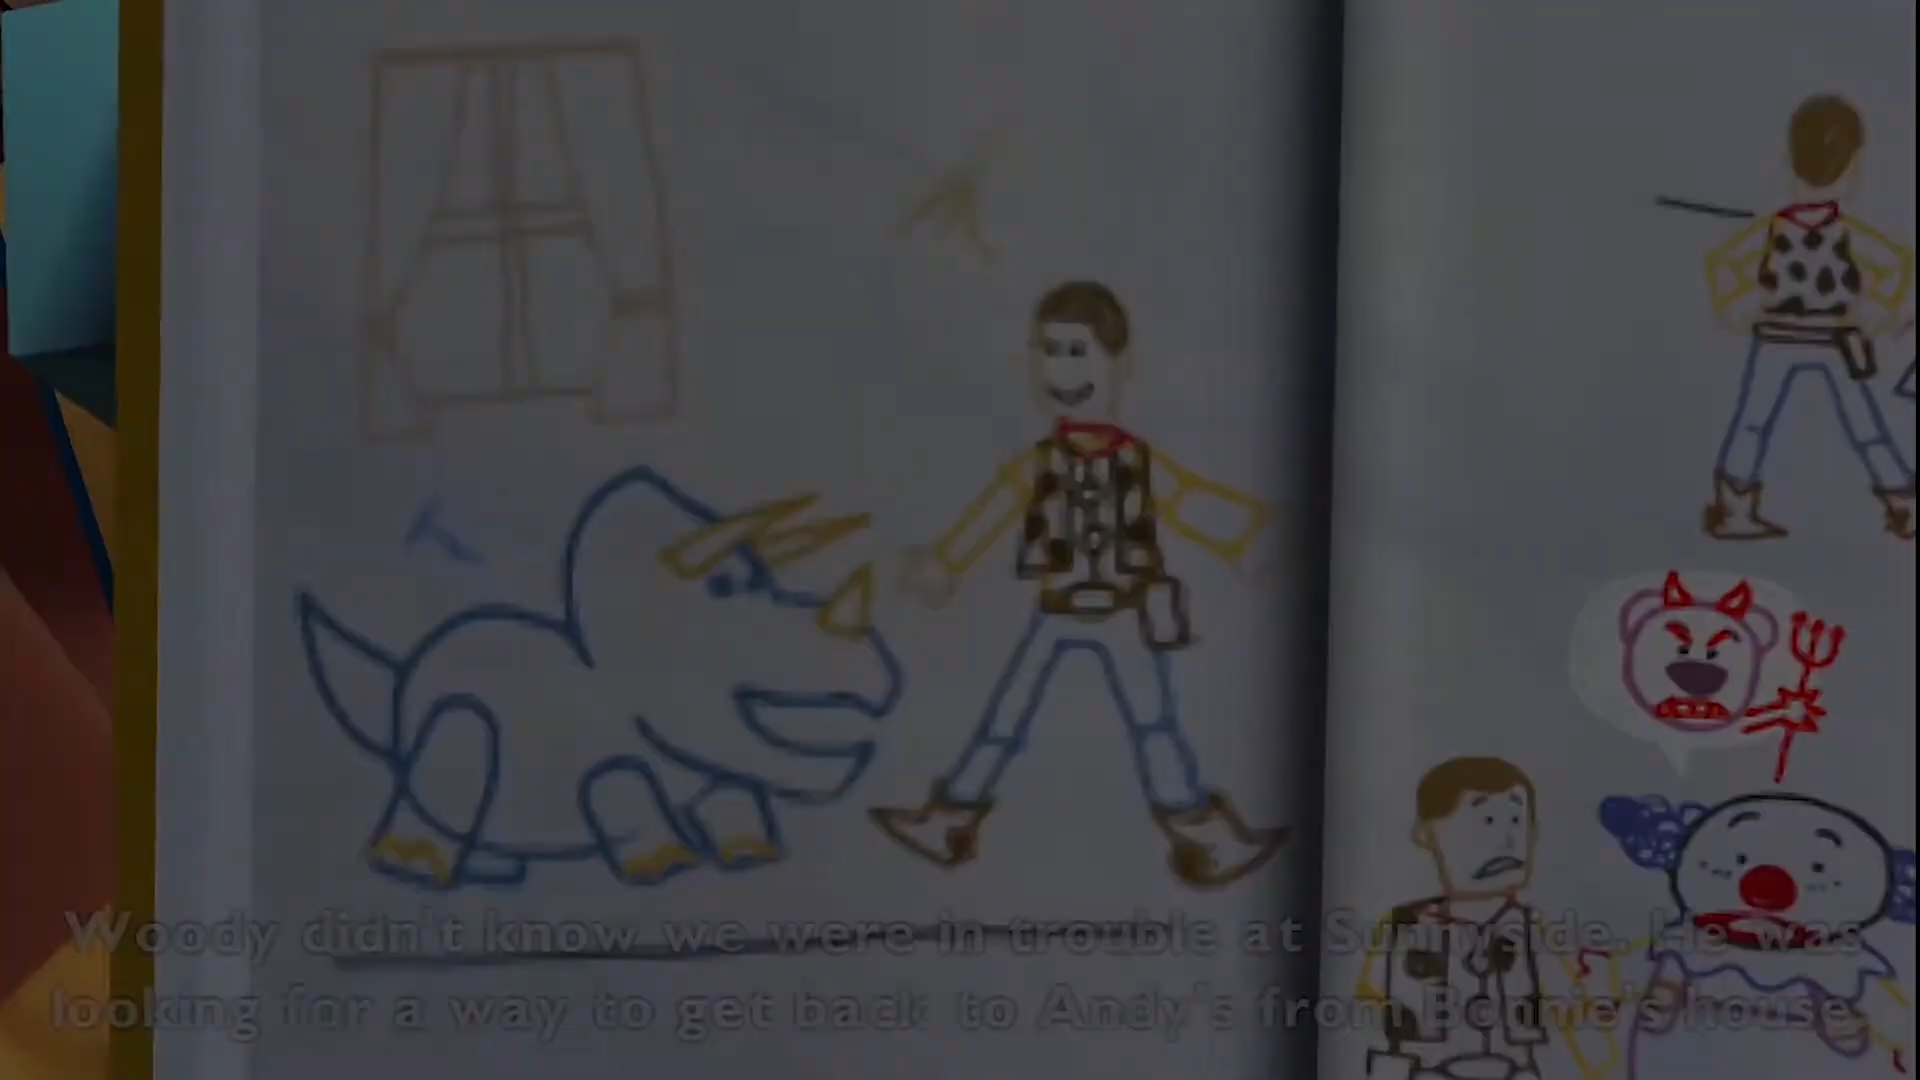 Woody didn't know we were in trouble at Sunnyside. He was
looking for a way to get back to Andy's from Bonnie's house